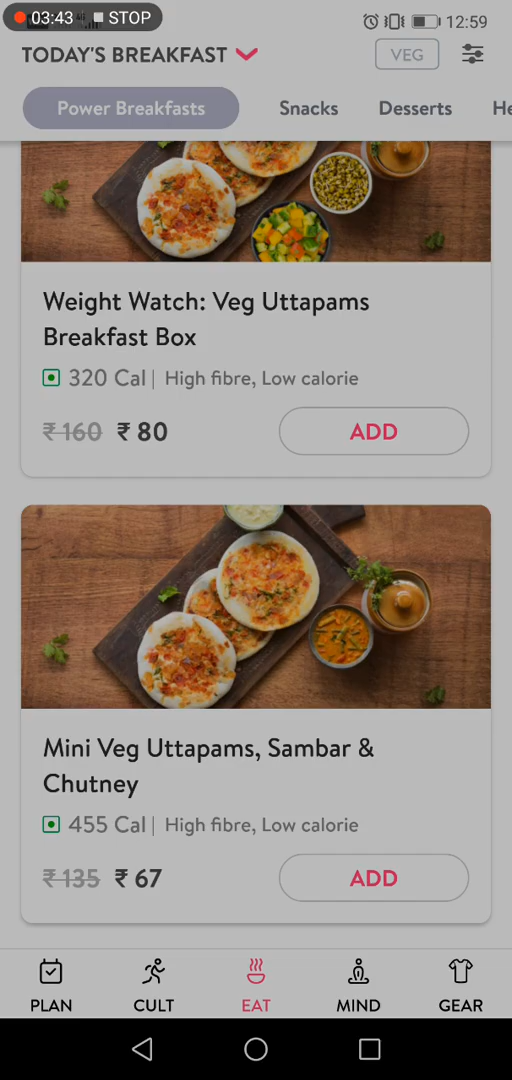 03:43 STOP
12:59
TODAY'S BREAKFAST
VEG
Power Breakfasts Snacks Desserts He
Weight Watch: Veg Uttapams
Breakfast Box
320 Cal | High fibre, Low calorie
₹ 160 ₹ 80
ADD
Mini Veg Uttapams, Sambar &
Chutney
455 Cal | High fibre, Low calorie
₹ 135 ₹ 67
ADD
PLAN CULT EAT MIND GEAR